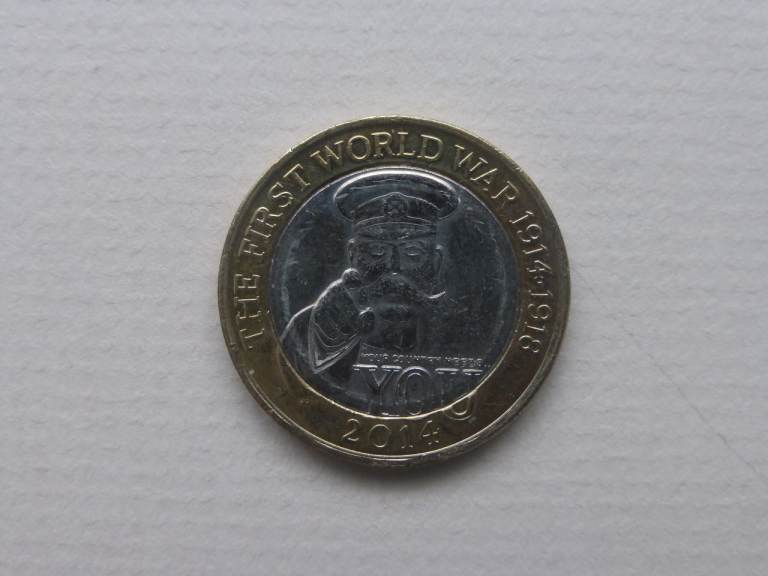 THE FIRST WORLD WAR 1914-1918
YOUR COUNTRY NEEDS
YOU
2014